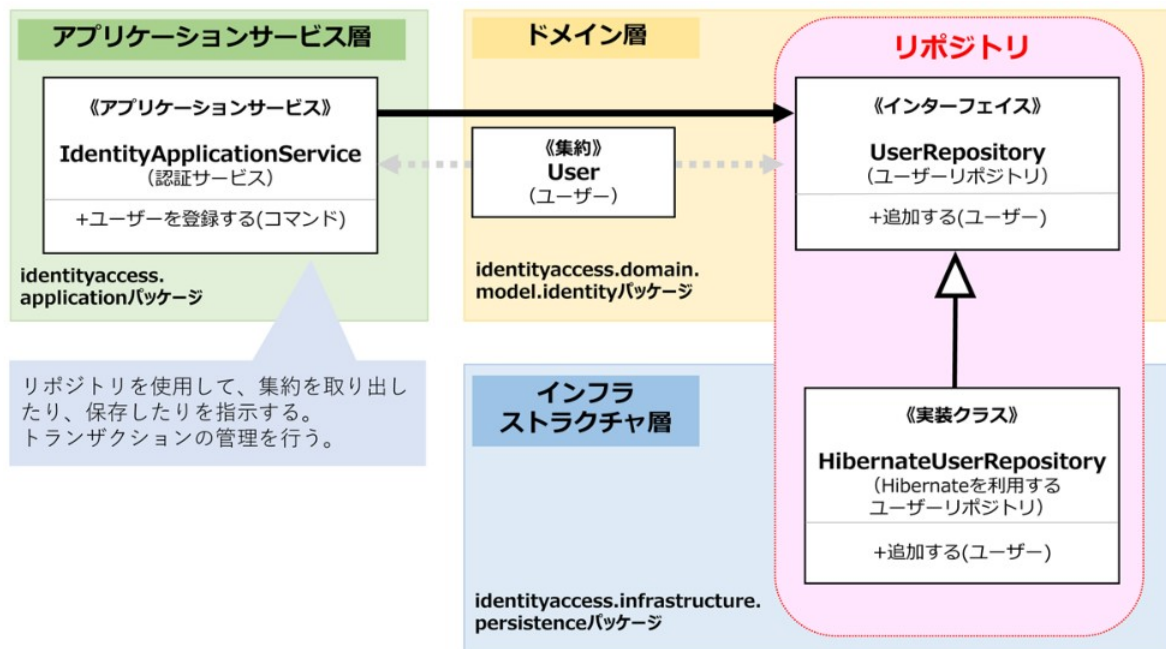 アプリケーションサービス層
《アプリケーションサービス》
IdentityApplicationService
(認証サービス)
+ユーザーを登録する(コマンド)
identityaccess.
applicationパッケージ
リポジトリを使用して、集約を取り出し
たり、保存したりを指示する。
トランザクションの管理を行う。
ドメイン層
《集約》
User
(ユーザー)
identityaccess.domain.
model.identityパッケージ
リポジトリ
《インターフェイス》
UserRepository
(ユーザーリポジトリ)
+追加する(ユーザー)
インフラ
ストラクチャ層
《実装クラス》
HibernateUserRepository
(Hibernateを利用する
ユーザーリポジトリ)
+追加する(ユーザー)
identityaccess.infrastructure.
persistenceパッケージ